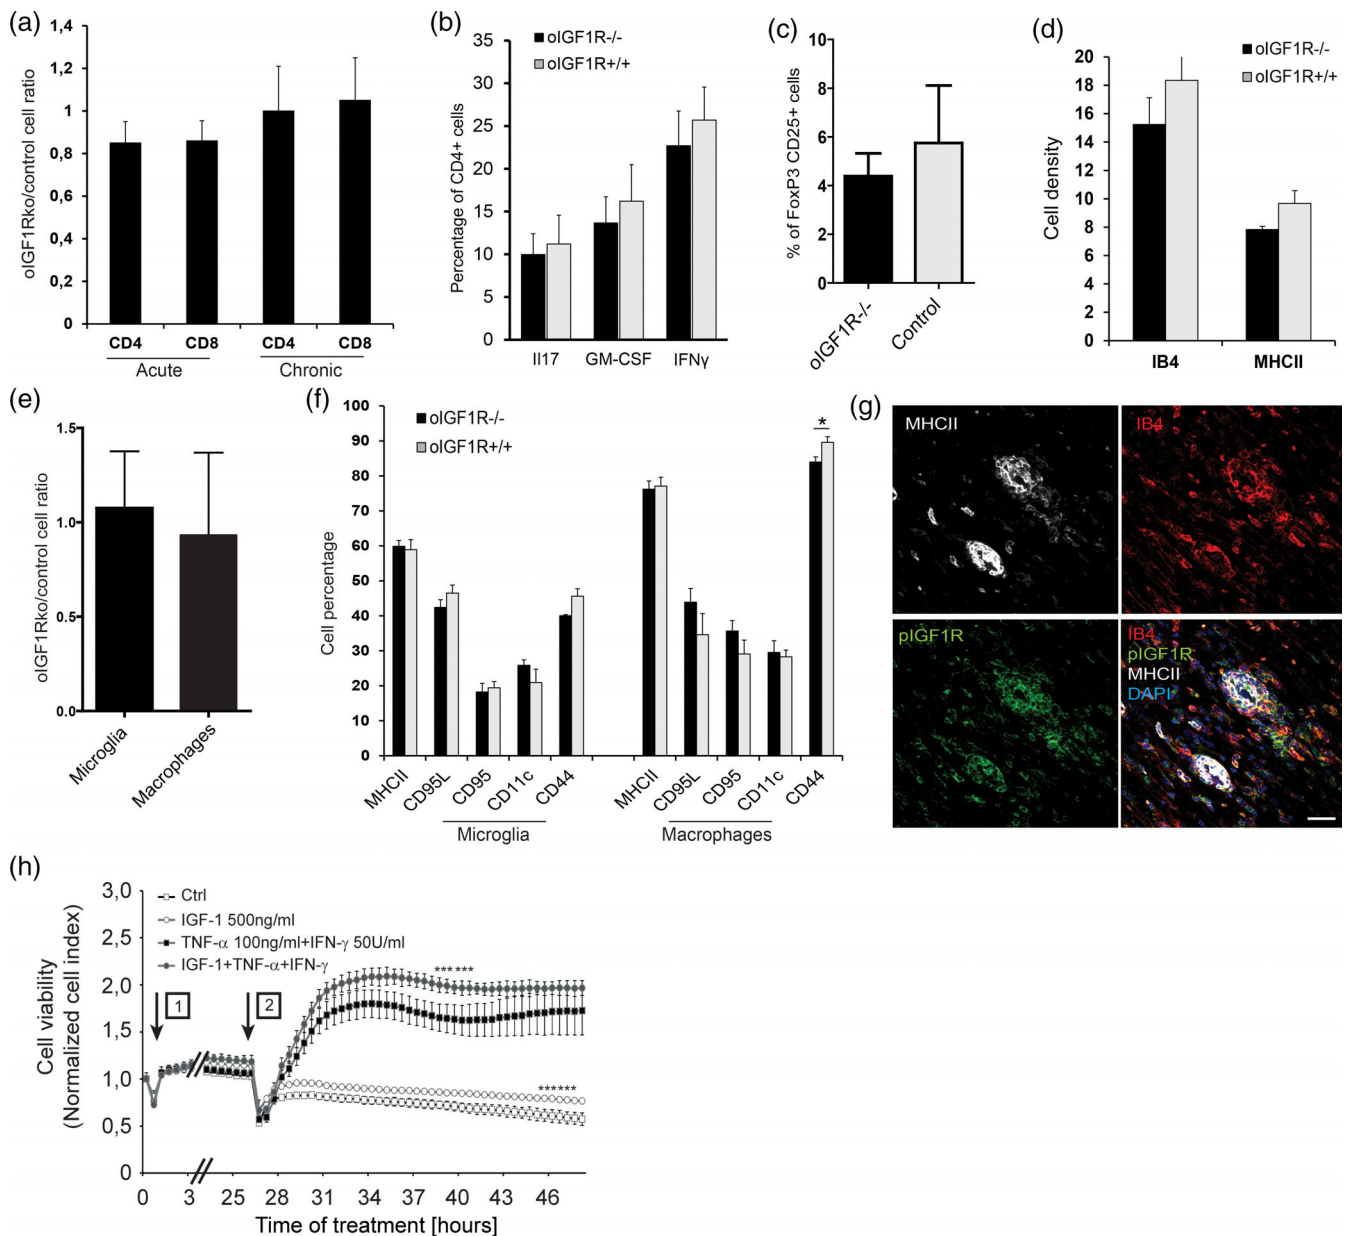 (a)
1,4
1,2
1
0,8
0,6
0,4
0,2
0
oIGF1Rko/control cell ratio
CD4 CD8 CD4 CD8
Acute Chronic
(b)
oIGF1R-/-
oIGF1R+/+
35
30
25
20
15
10
5
0
Percentage of CD4+ cells
Il17 GM-CSF IFNγ
(c)
10
8
6
4
2
0
% of FoxP3 CD25+ cells
oIGF1R-/- Control
(d)
oIGF1R-/-
oIGF1R+/+
20
18
16
14
12
10
8
6
4
2
0
Cell density
IB4 MHCII
(e)
1.5
1.0
0.5
0.0
oIGF1Rko/control cell ratio
Microglia Macrophages
(f)
oIGF1R-/-
oIGF1R+/+
100
90
80
70
60
50
40
30
20
10
0
Cell percentage
*
MHCII CD95L CD95 CD11c CD44 MHCII CD95L CD95 CD11c CD44
Microglia Macrophages
(g)
MHCII
IB4
pIGF1R
IB4
pIGF1R
MHCII
DAPI
(h)
Ctrl
IGF-1 500ng/ml
TNF-α 100ng/ml+IFN-γ 50U/ml
IGF-1+TNF-α+IFN-γ
3,0
2,5
2,0
1,5
1,0
0,5
0
Cell viability
(Normalized cell index)
1
2
*** ***
*** ***
0 3 25 28 31 34 37 40 43 46
Time of treatment [hours]